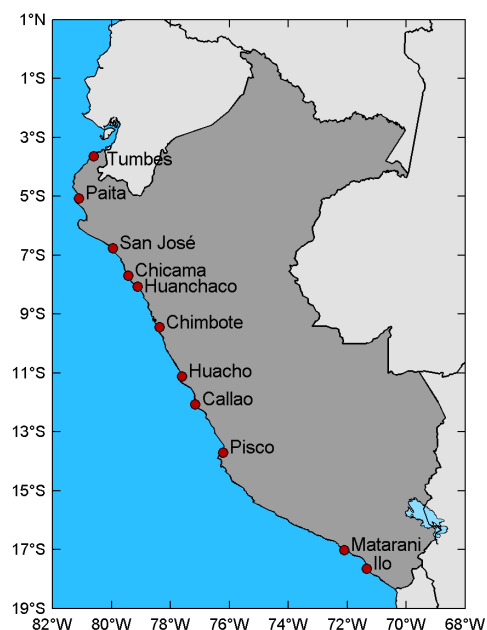 1°N
1°S
3°S
Tumbes
Paita
5°S
San José
7°S
Chicama
Huanchaco
9°S
Chimbote
Huacho
11°S
Callao
13°S
Pisco
15°S
Matarani
17°S
Ilo
19°S
82°W 80°W 78°W 76°W 74°W 72°W 70°W 68°W